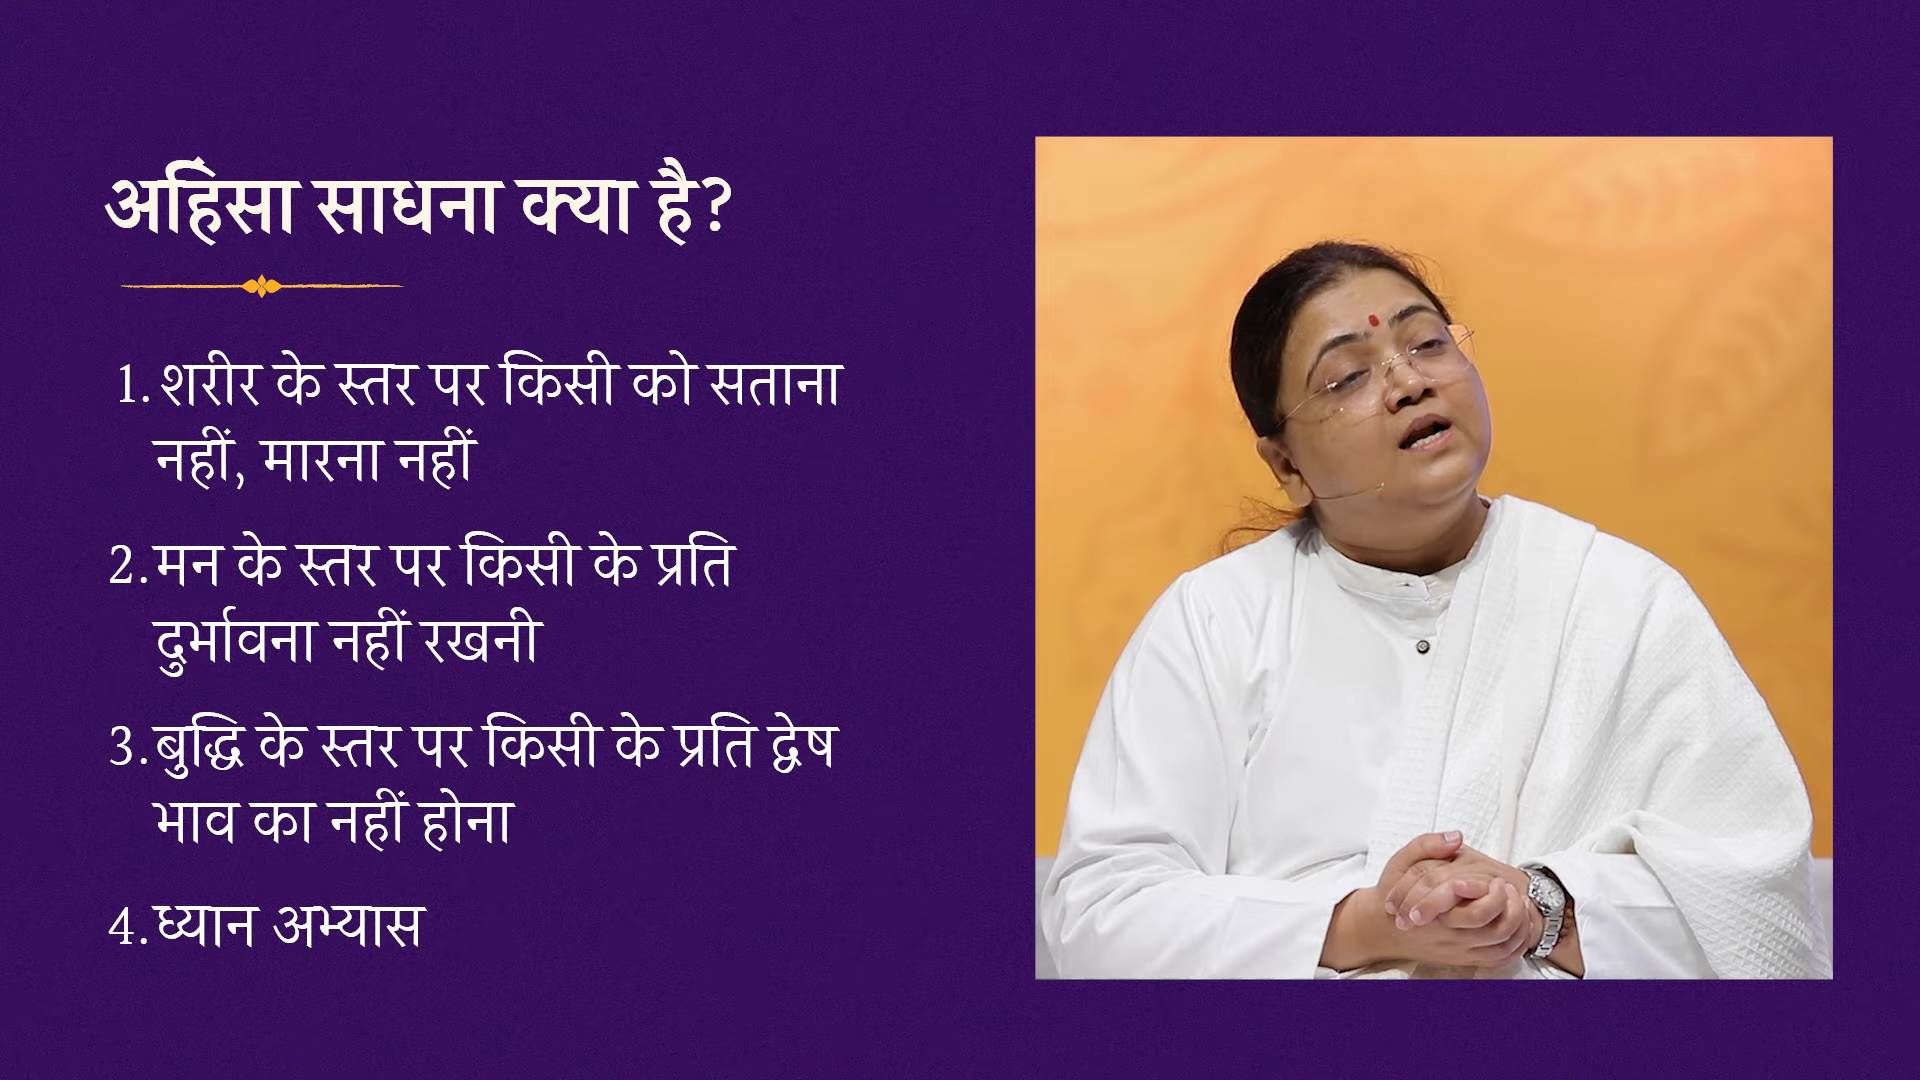 अहिंसा साधना क्या है?
1. शरीर के स्तर पर किसी को सताना
नहीं, मारना नहीं
2. मन के स्तर पर किसी के प्रति
दुर्भावना नहीं रखनी
3. बुद्धि के स्तर पर किसी के प्रति द्वेष
भाव का नहीं होना
4. ध्यान अभ्यास